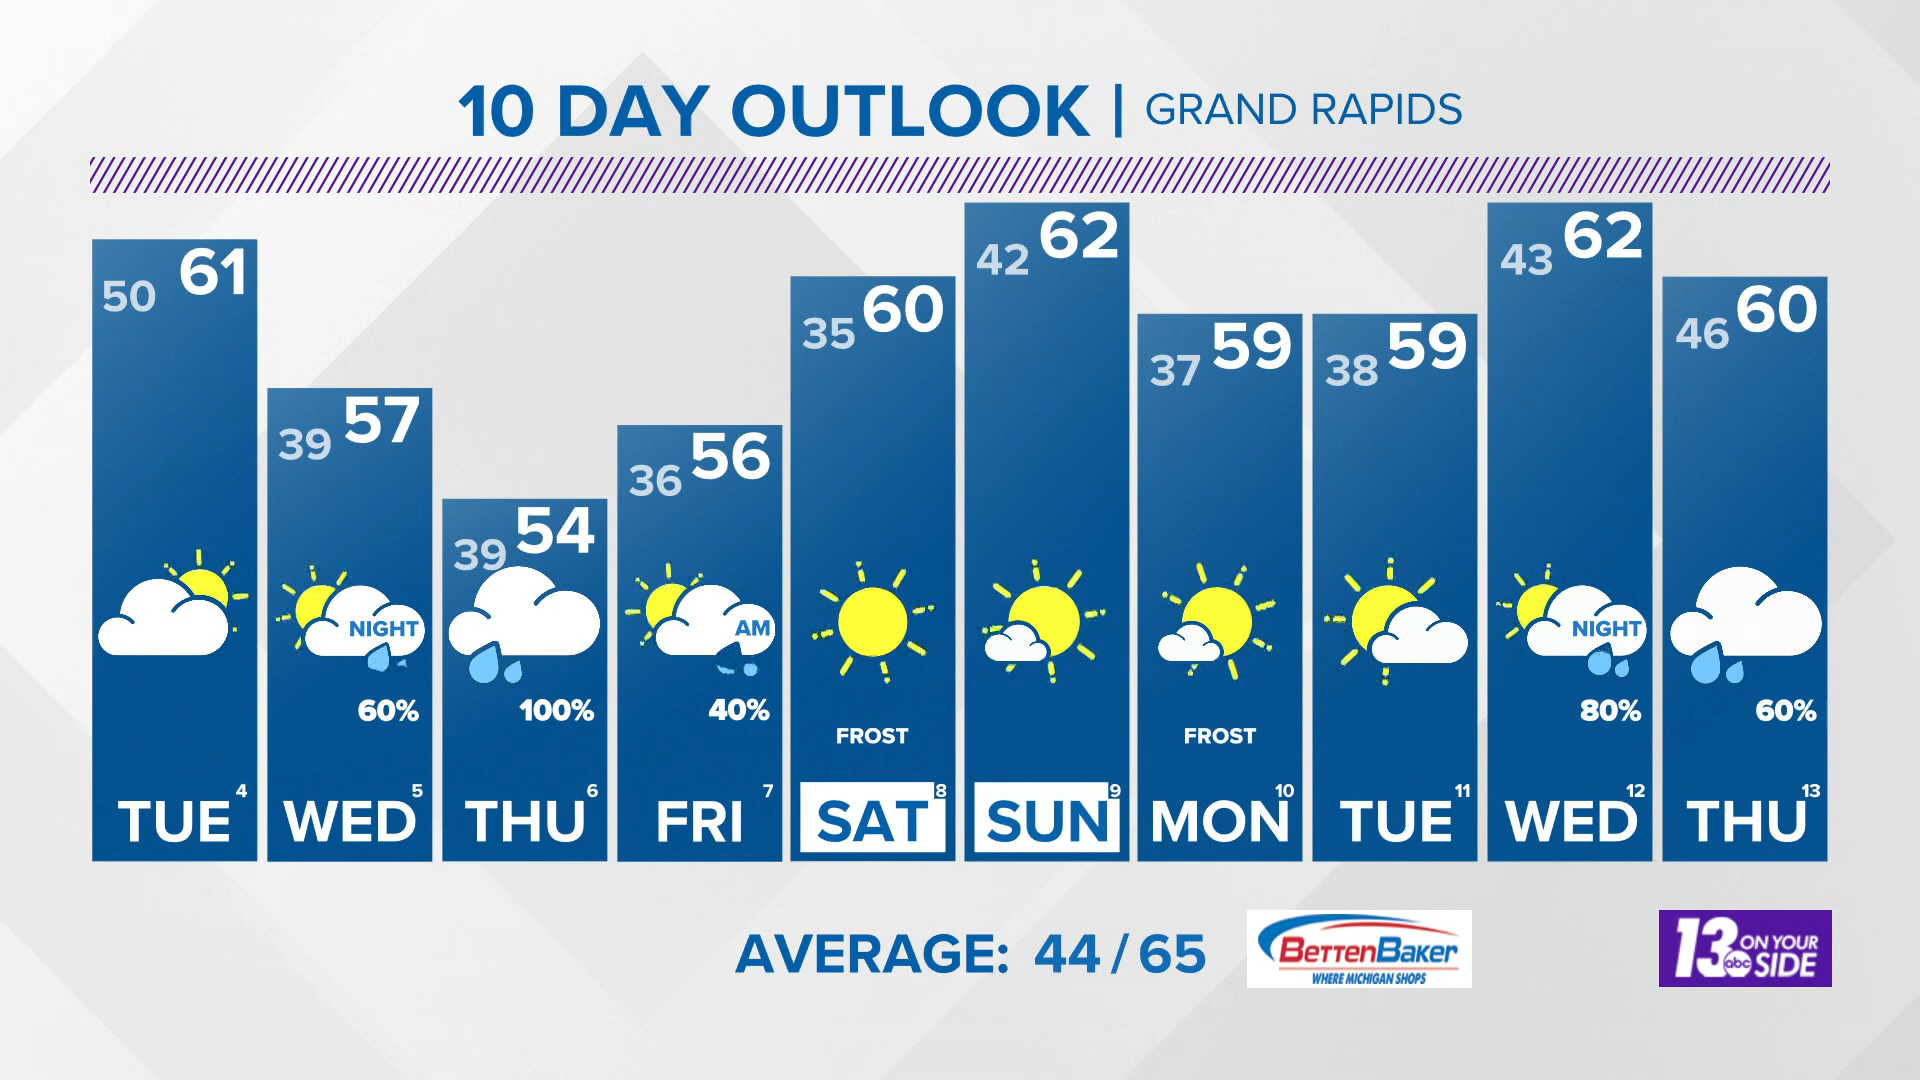 10 DAY OUTLOOK | GRAND RAPIDS
50 61
39 57
39 54
36 56
35 60
42 62
37 59
38 59
43 62
46 60
NIGHT
AM
NIGHT
60%
100%
40%
80%
60%
FROST
FROST
TUE 4
WED 5
THU 6
FRI 7
SAT 8
SUN 9
MON 10
TUE 11
WED 12
THU 13
AVERAGE: 44 / 65
BettenBaker
WHERE MICHIGAN SHOPS
13 abc ON YOUR
SIDE